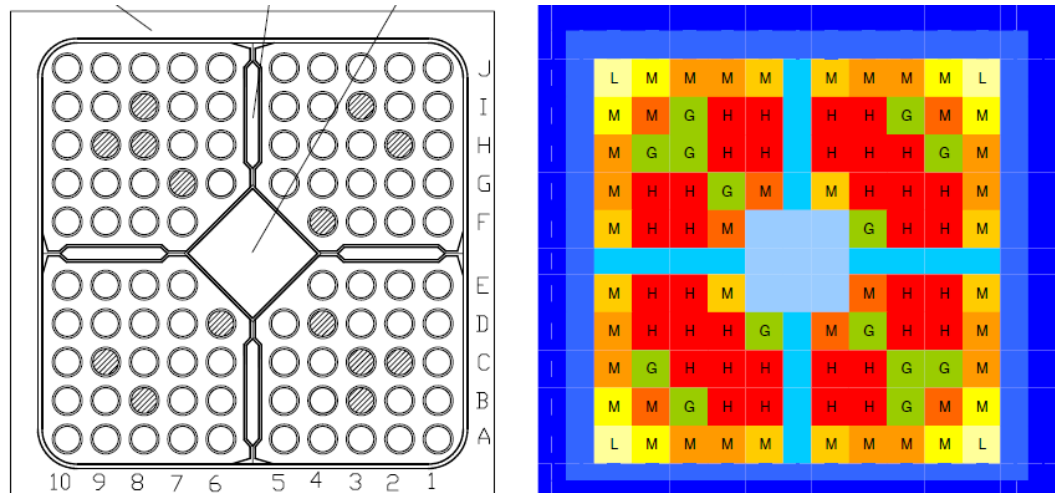 J
I
H
G
F
E
D
C
B
A
10 9 8 7 6 5 4 3 2 1
L M M M M M M M M L
M M G H H H H G M M
M G G H H H H H G M
M H H G M M H H H M
M H H M G H H M
M H H M M H H M
M H H H G M G H H M
M G H H H H H G G M
M M G H H H H G M M
L M M M M M M M M L